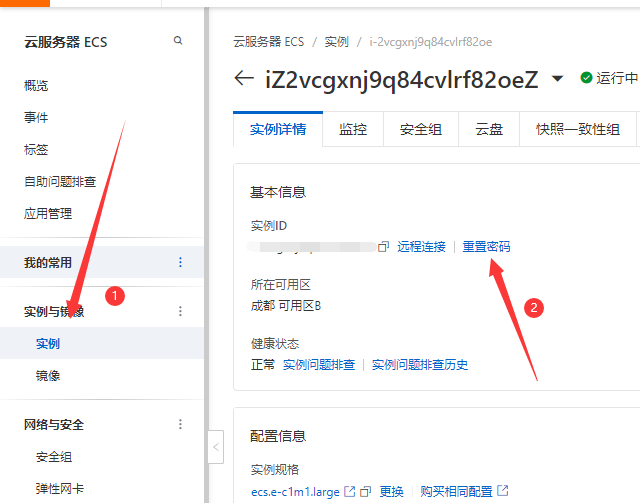 云服务器 ECS
概览
事件
标签
自助问题排查
应用管理
我的常用
实例与镜像
1
实例
镜像
网络与安全
安全组
弹性网卡
云服务器 ECS / 实例 / i-2vcgxnj9q84cvlrf82oe
iZ2vcgxnj9q84cvlrf82oeZ 运行中
实例详情 监控 安全组 云盘 快照一致性组
基本信息
实例ID
远程连接 重置密码
2
所在可用区
成都 可用区B
健康状态
正常 实例问题排查 实例问题排查历史
配置信息
实例规格
ecs.e-c1m1.large 更换 购买相同配置